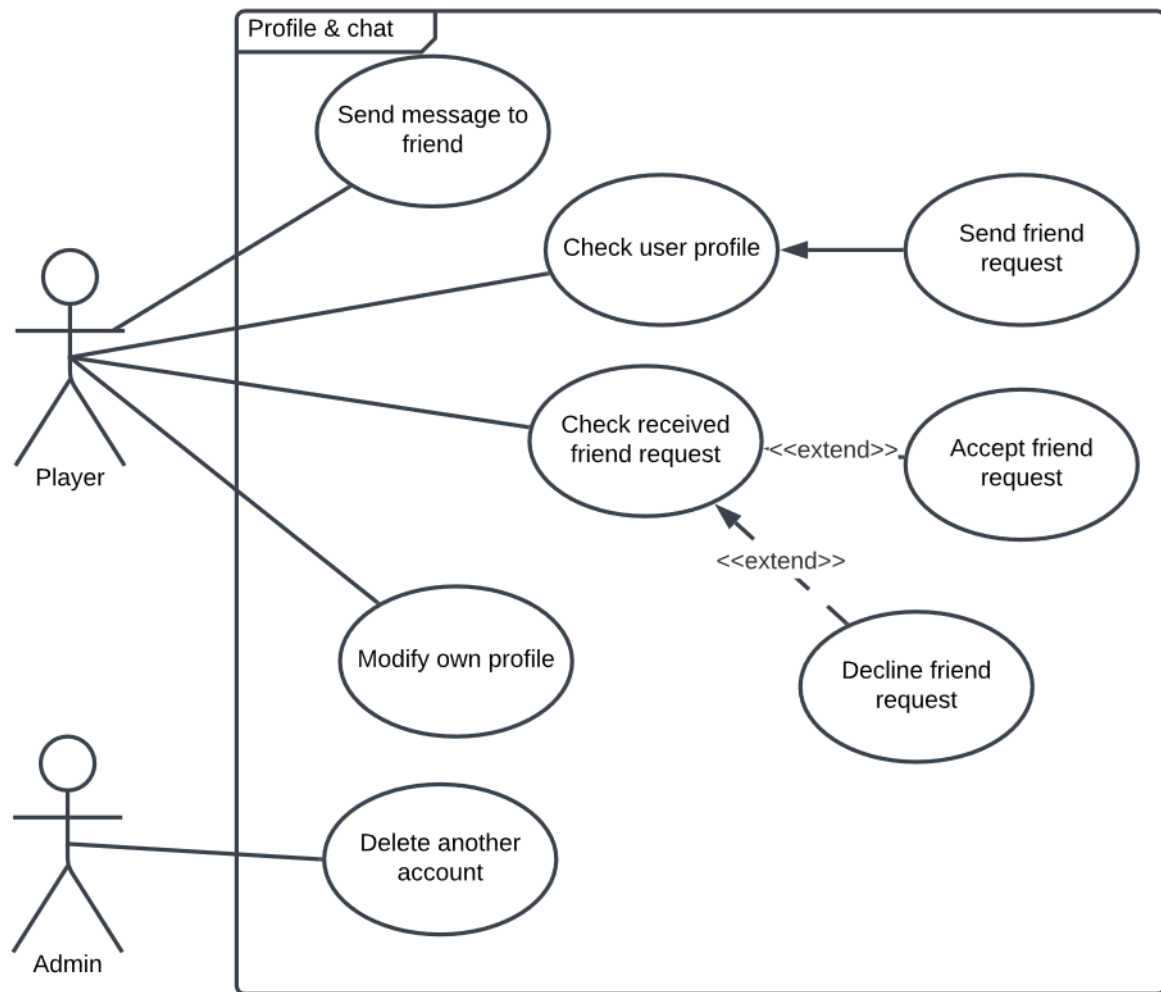 Profile & chat
Send message to
friend
Check user profile
Send friend
request
Check received
friend request
<<extend>>
Accept friend
request
Player
<<extend>>
Modify own profile
Decline friend
request
Delete another
account
Admin